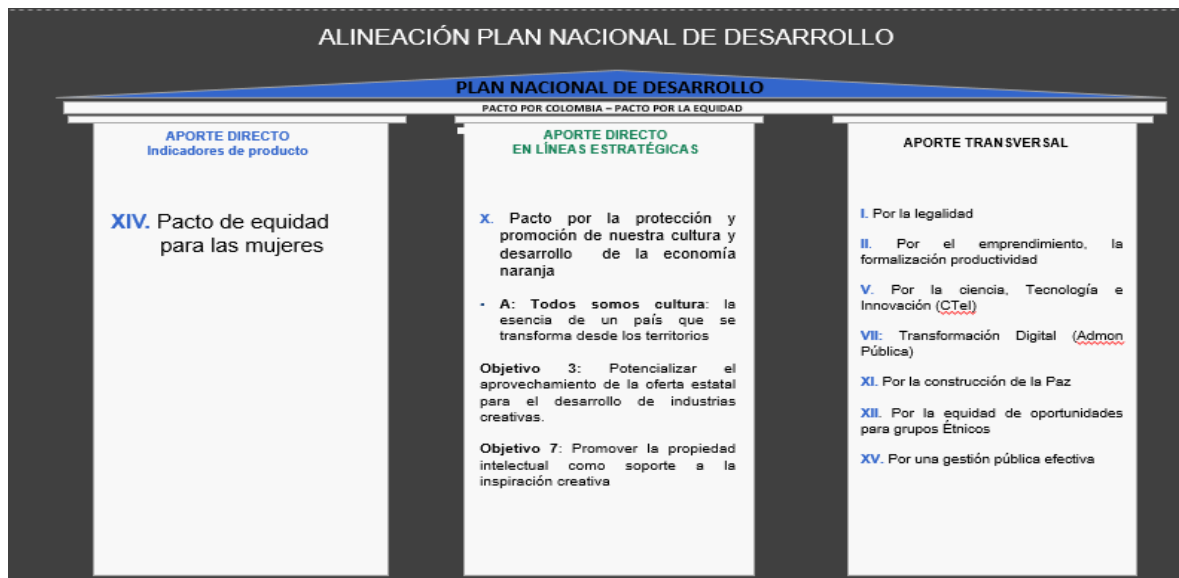 ALINEACIÓN PLAN NACIONAL DE DESARROLLO
PLAN NACIONAL DE DESARROLLO
PACTO POR COLOMBIA – PACTO POR LA EQUIDAD
APORTE DIRECTO
Indicadores de producto
XIV. Pacto de equidad
para las mujeres
APORTE DIRECTO
EN LÍNEAS ESTRATÉGICAS
X. Pacto por la protección y
promoción de nuestra cultura y
desarrollo de la economía
naranja
- A: Todos somos cultura: la
esencia de un país que se
transforma desde los territorios
Objetivo 3: Potencializar el
aprovechamiento de la oferta estatal
para el desarrollo de industrias
creativas.
Objetivo 7: Promover la propiedad
intelectual como soporte a la
inspiración creativa
APORTE TRANSVERSAL
I. Por la legalidad
II. Por el emprendimiento, la
formalización productividad
V. Por la ciencia, Tecnología e
Innovación (CTeI)
VII: Transformación Digital (Admon
Pública)
XI. Por la construcción de la Paz
XII. Por la equidad de oportunidades
para grupos Étnicos
XV. Por una gestión pública efectiva